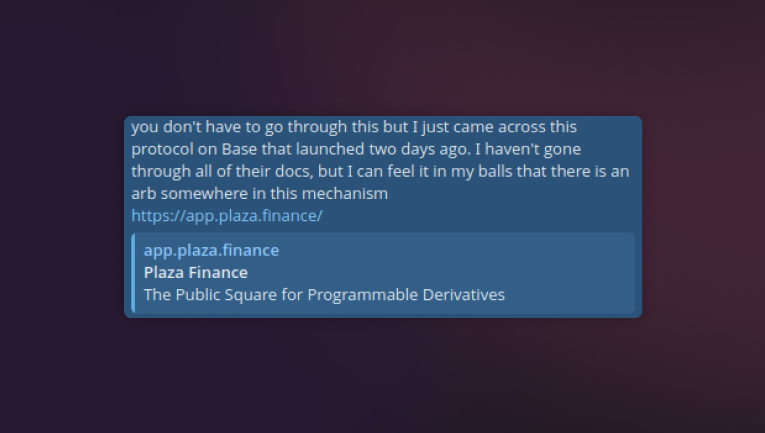 you don't have to go through this but I just came across this
protocol on Base that launched two days ago. I haven't gone
through all of their docs, but I can feel it in my balls that there is an
arb somewhere in this mechanism
https://app.plaza.finance/
app.plaza.finance
Plaza Finance
The Public Square for Programmable Derivatives